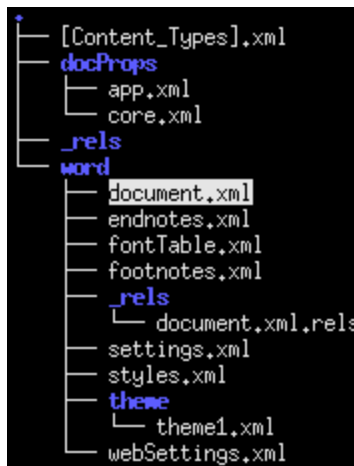 .
├── [Content_Types].xml
├── docProps
│   ├── app.xml
│   └── core.xml
├── _rels
└── word
    ├── document.xml
    ├── endnotes.xml
    ├── fontTable.xml
    ├── footnotes.xml
    ├── _rels
    │   └── document.xml.rels
    ├── settings.xml
    ├── styles.xml
    ├── theme
    │   └── theme1.xml
    └── webSettings.xml